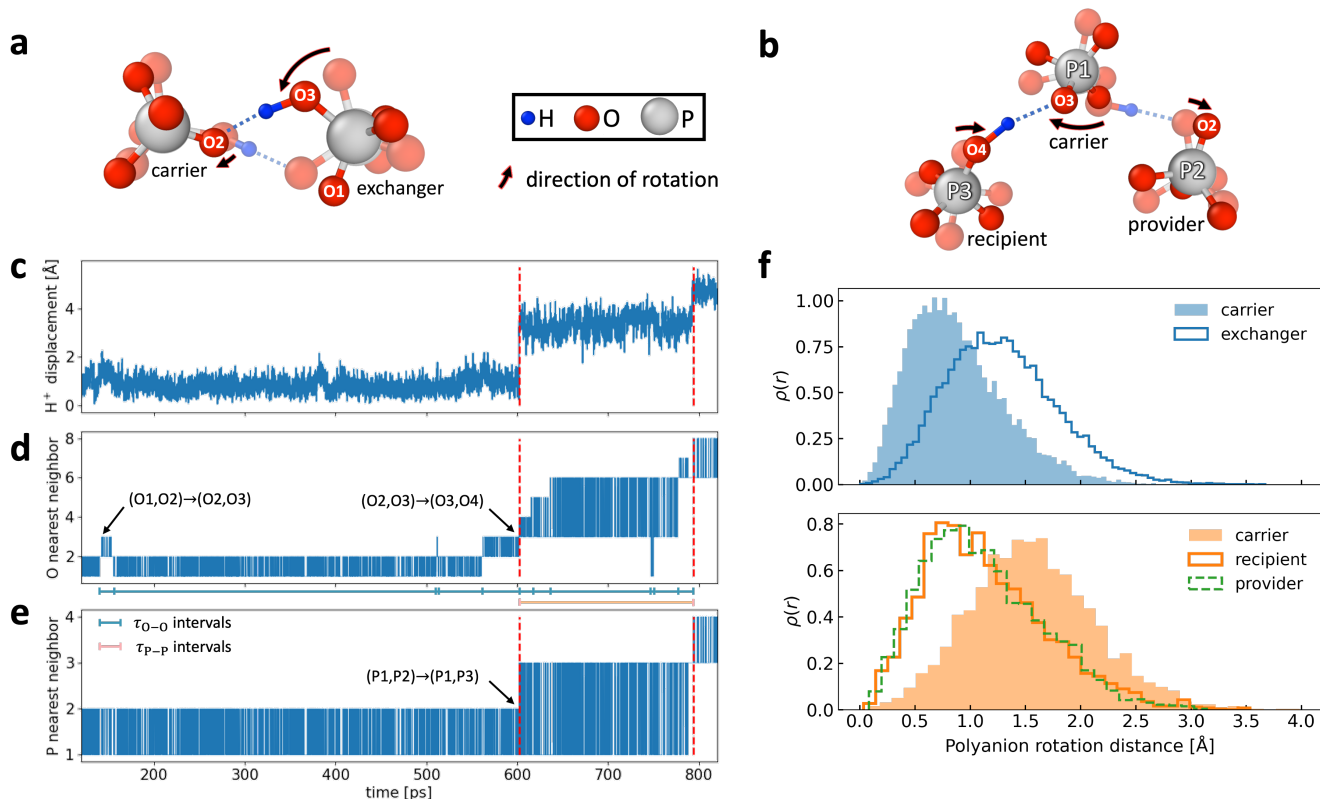 a
O3
O2
carrier
O1
exchanger
H O P
direction of rotation
b
P1
O3
O2
O4
carrier
P3
P2
recipient
provider
c
H⁺ displacement [Å]
4
2
0
d
O nearest neighbor
8
6
4
2
(O1,O2)→(O2,O3)
(O2,O3)→(O3,O4)
e
P nearest neighbor
4
3
2
1
τO−O intervals
τP−P intervals
(P1,P2)→(P1,P3)
200 300 400 500 600 700 800
time [ps]
f
ρ(r)
1.00
0.75
0.50
0.25
0.00
carrier
exchanger
ρ(r)
0.8
0.6
0.4
0.2
0.0
carrier
recipient
provider
0.0 0.5 1.0 1.5 2.0 2.5 3.0 3.5 4.0
Polyanion rotation distance [Å]